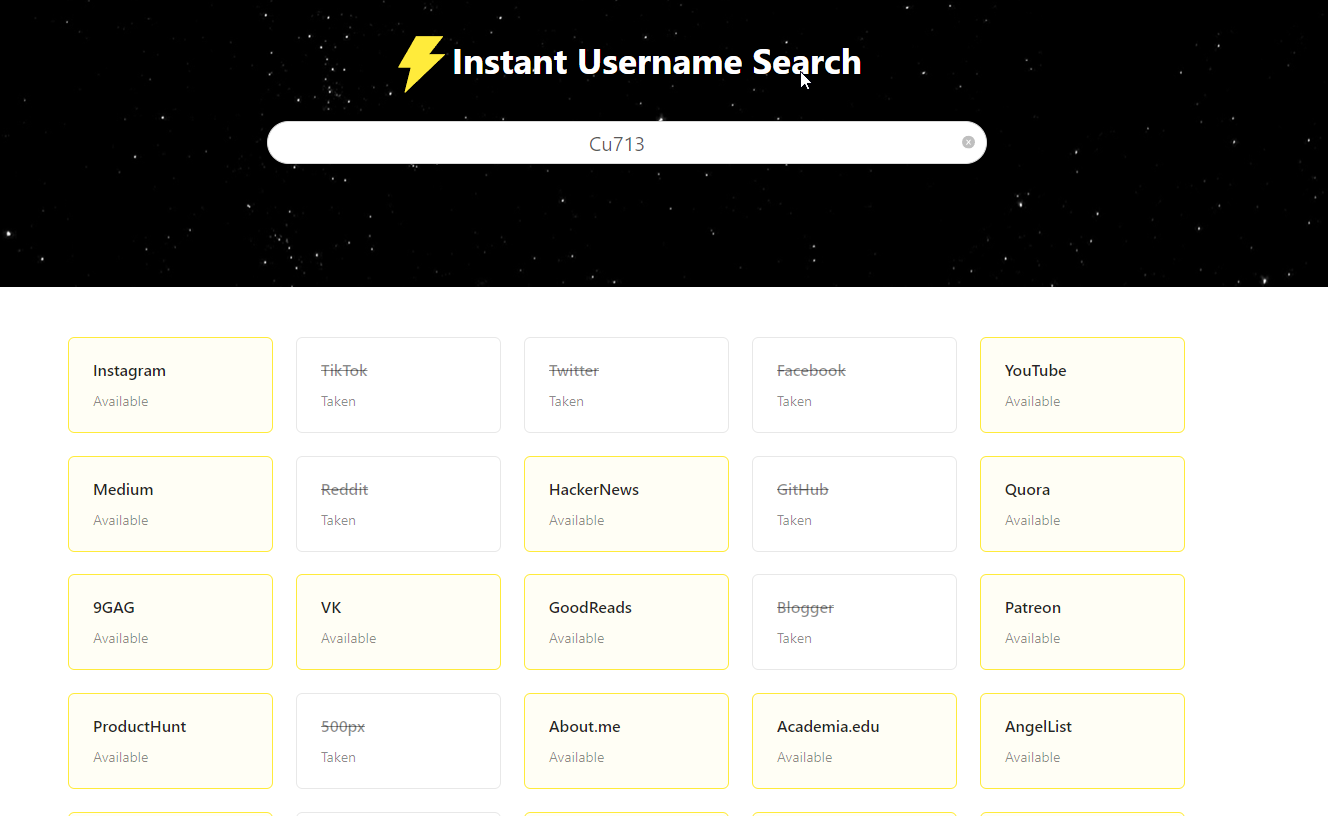 Instant Username Search
Cu713
Instagram
Available
TikTok
Taken
Twitter
Taken
Facebook
Taken
YouTube
Available
Medium
Available
Reddit
Taken
HackerNews
Available
GitHub
Taken
Quora
Available
9GAG
Available
VK
Available
GoodReads
Available
Blogger
Taken
Patreon
Available
ProductHunt
Available
500px
Taken
About.me
Available
Academia.edu
Available
AngelList
Available